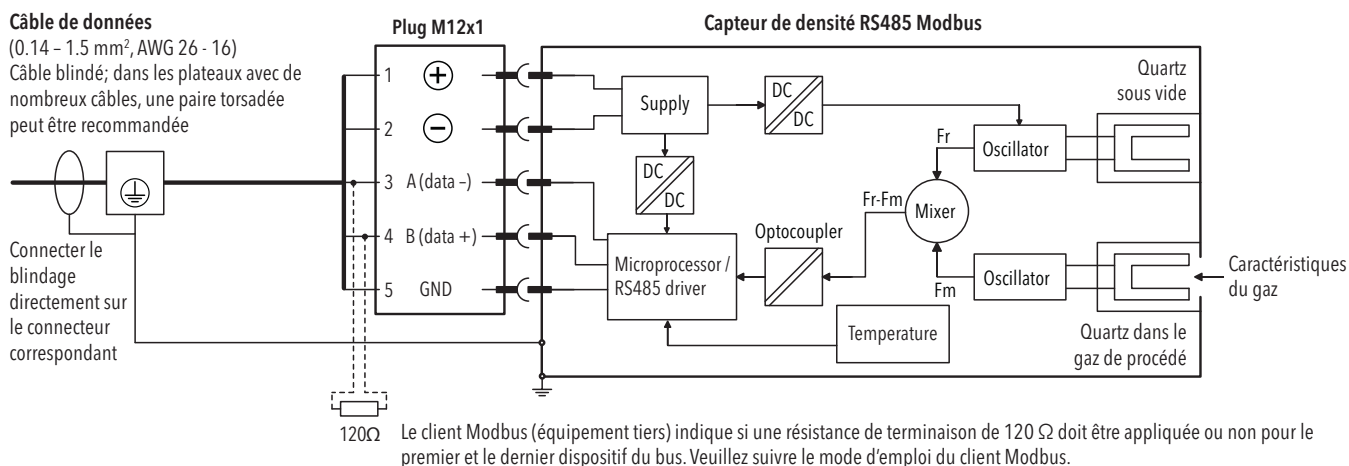 Câble de données
(0.14 – 1.5 mm², AWG 26 - 16)
Câble blindé; dans les plateaux avec de
nombreux câbles, une paire torsadée
peut être recommandée
Connecter le
blindage
directement sur
le connecteur
correspondant
Plug M12x1
1 +
2 −
3 A (data –)
4 B (data +)
5 GND
120Ω
Capteur de densité RS485 Modbus
Supply
DC
DC
DC
DC
Microprocessor /
RS485 driver
Optocoupler
Temperature
Fr
Fr-Fm
Mixer
Fm
Oscillator
Oscillator
Quartz
sous vide
Quartz dans le
gaz de procédé
Caractéristiques
du gaz
Le client Modbus (équipement tiers) indique si une résistance de terminaison de 120 Ω doit être appliquée ou non pour le
premier et le dernier dispositif du bus. Veuillez suivre le mode d'emploi du client Modbus.